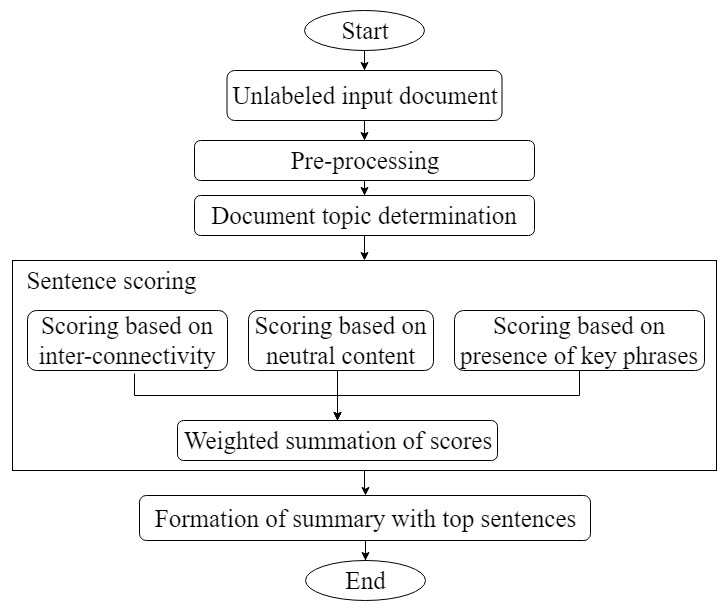 Start
Unlabeled input document
Pre-processing
Document topic determination
Sentence scoring
Scoring based on
inter-connectivity
Scoring based on
neutral content
Scoring based on
presence of key phrases
Weighted summation of scores
Formation of summary with top sentences
End